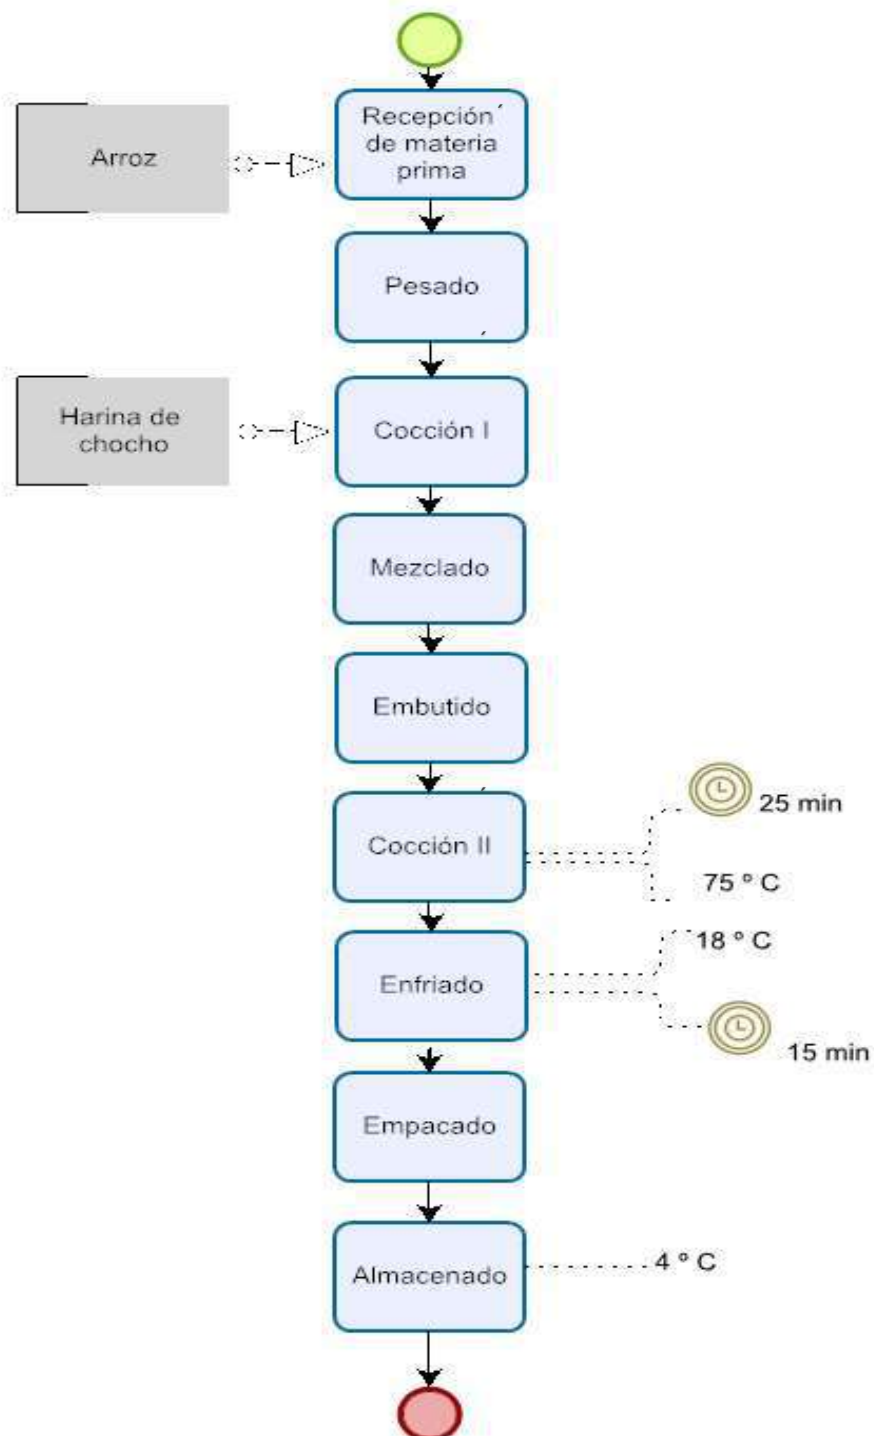 Recepción
de materia
prima
Arroz
Pesado
Harina de
chocho
Cocción I
Mezclado
Embutido
Cocción II
25 min
75 º C
Enfriado
18 º C
15 min
Empacado
Almacenado
4 º C